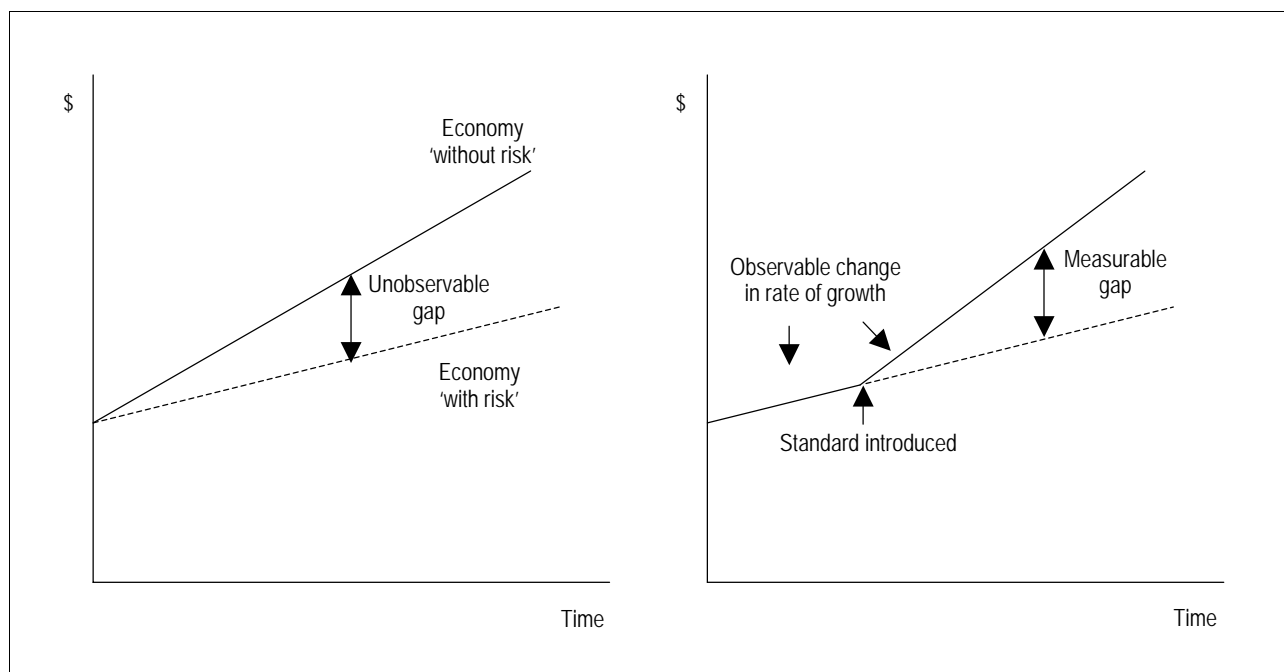 $
Economy
‘without risk’
Unobservable
gap
Economy
‘with risk’
Time
$
Observable change
in rate of growth
Measurable
gap
Standard introduced
Time